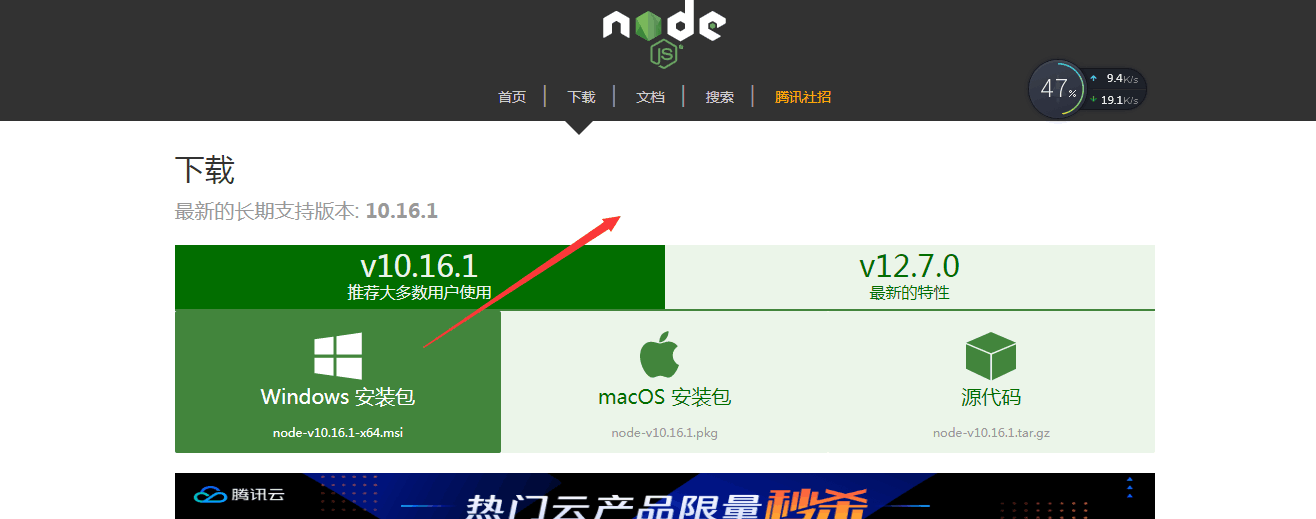 node
JS
首页 下载 文档 搜索 腾讯社招
47% 9.4K/s
19.1K/s
下载
最新的长期支持版本: 10.16.1
v10.16.1
推荐大多数用户使用
v12.7.0
最新的特性
Windows 安装包
node-v10.16.1-x64.msi
macOS 安装包
node-v10.16.1.pkg
源代码
node-v10.16.1.tar.gz
腾讯云
热门云产品限量秒杀